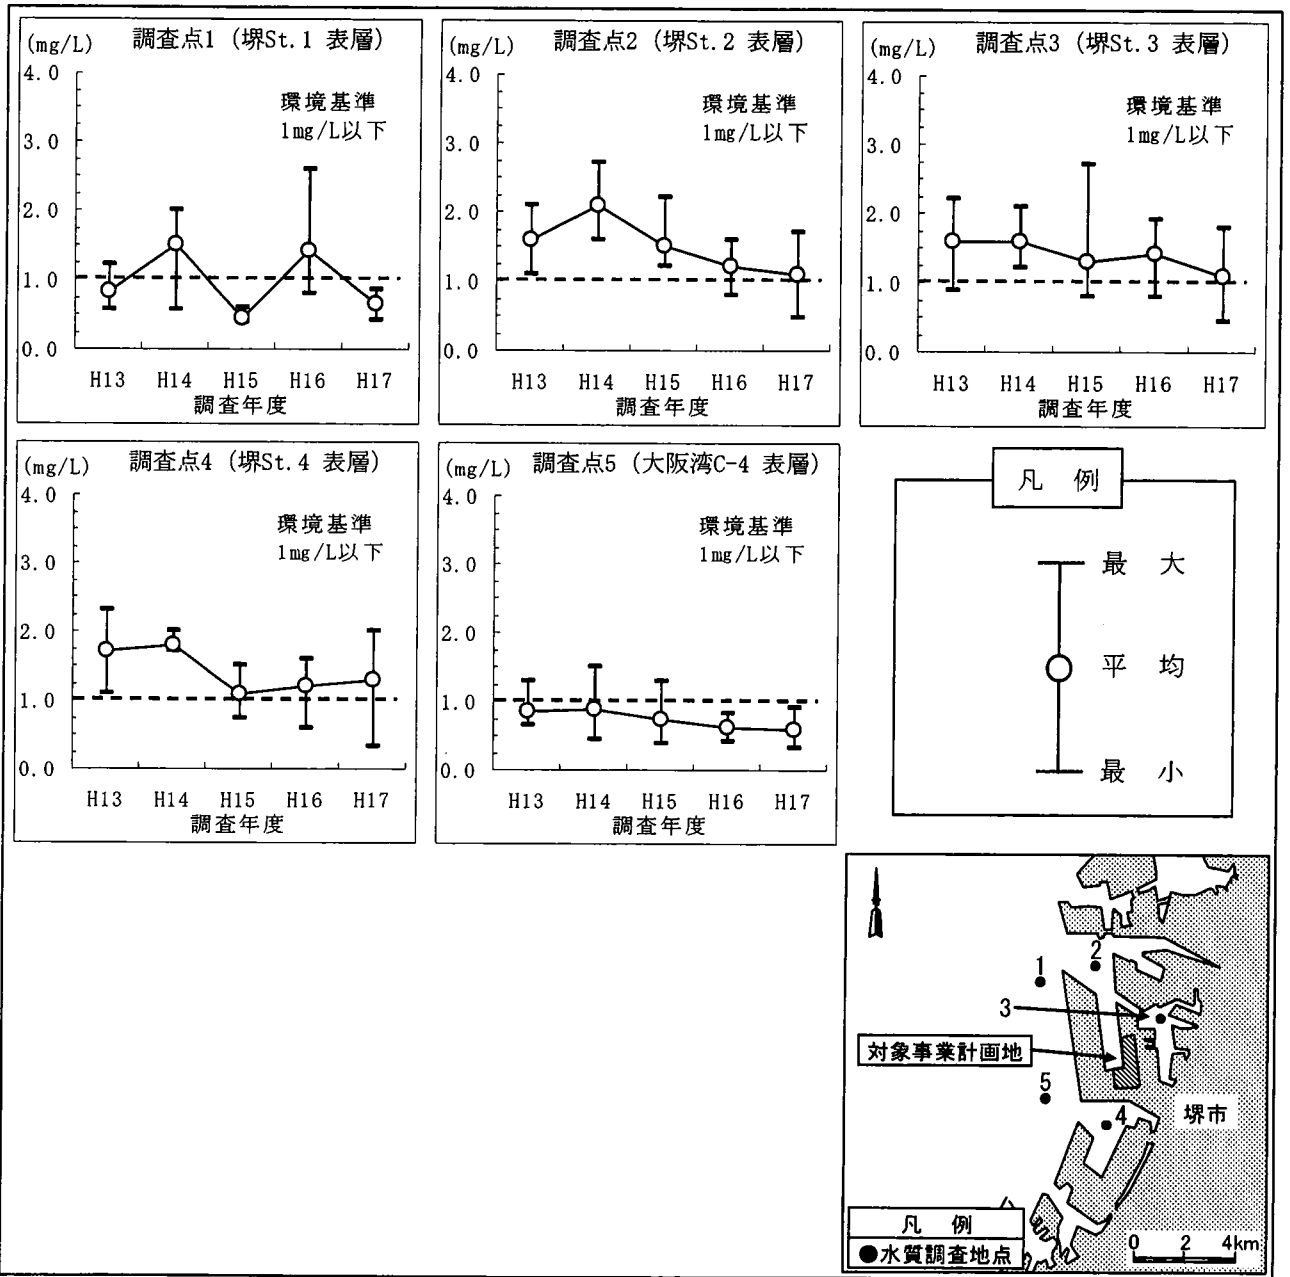 調査点1（堺St.1 表層）
(mg/L)
環境基準
1mg/L以下
4.0
3.0
2.0
1.0
0.0
H13 H14 H15 H16 H17
調査年度
調査点2（堺St.2 表層）
(mg/L)
環境基準
1mg/L以下
4.0
3.0
2.0
1.0
0.0
H13 H14 H15 H16 H17
調査年度
調査点3（堺St.3 表層）
(mg/L)
環境基準
1mg/L以下
4.0
3.0
2.0
1.0
0.0
H13 H14 H15 H16 H17
調査年度
調査点4（堺St.4 表層）
(mg/L)
環境基準
1mg/L以下
4.0
3.0
2.0
1.0
0.0
H13 H14 H15 H16 H17
調査年度
調査点5（大阪湾C-4 表層）
(mg/L)
環境基準
1mg/L以下
4.0
3.0
2.0
1.0
0.0
H13 H14 H15 H16 H17
調査年度
凡 例
最 大
平 均
最 小
1
2
3
対象事業計画地
5
4
堺市
凡 例
●水質調査地点
0 2 4km